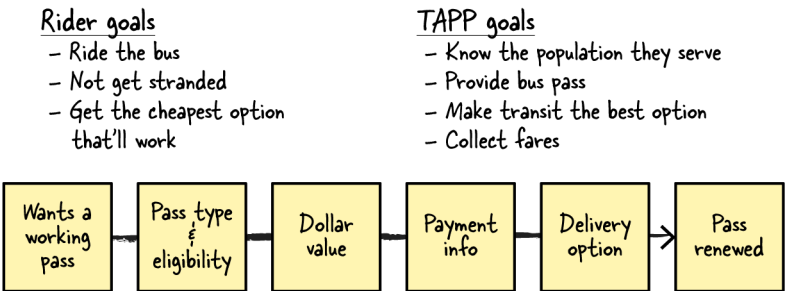 Rider goals
– Ride the bus
– Not get stranded
– Get the cheapest option
that'll work
TAPP goals
– Know the population they serve
– Provide bus pass
– Make transit the best option
– Collect fares
Wants a
working
pass
Pass type
&
eligibility
Dollar
value
Payment
info
Delivery
option
Pass
renewed